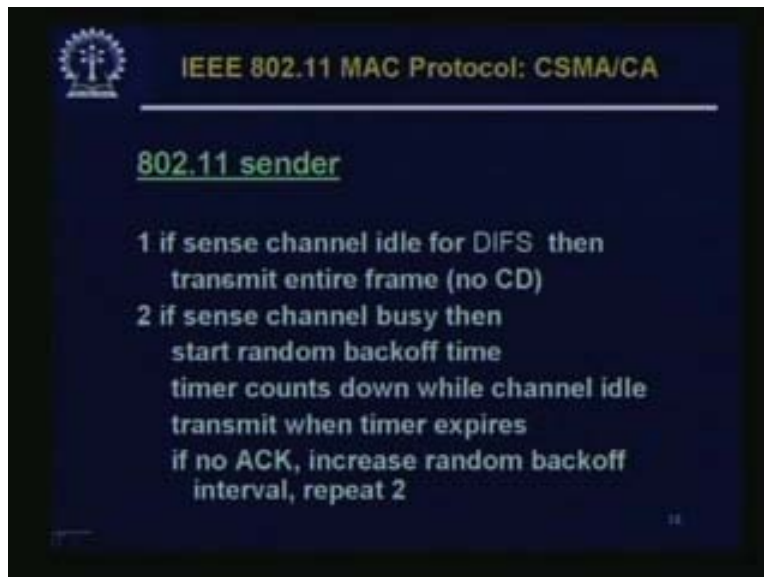 IEEE 802.11 MAC Protocol: CSMA/CA
802.11 sender
1 if sense channel idle for DIFS then
transmit entire frame (no CD)
2 if sense channel busy then
start random backoff time
timer counts down while channel idle
transmit when timer expires
if no ACK, increase random backoff
interval, repeat 2